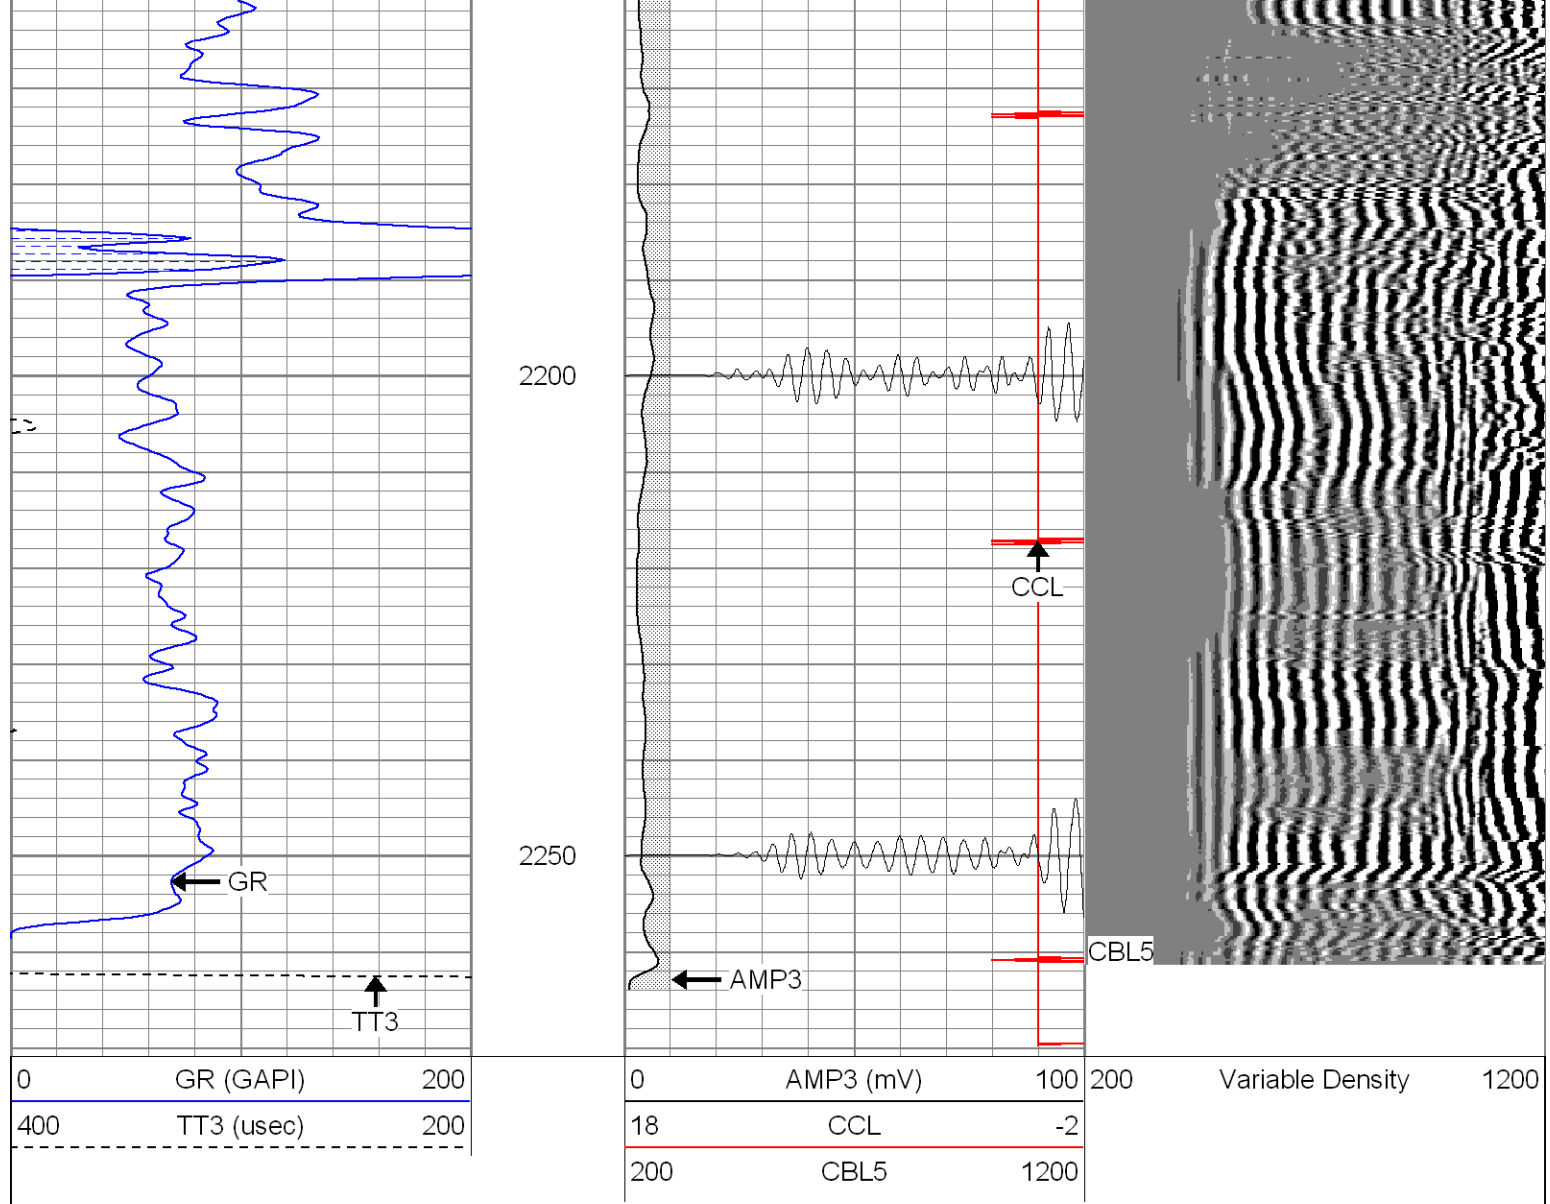 2200
CCL
2250
GR
CBL5
AMP3
TT3
0 GR (GAPI) 200
400 TT3 (usec) 200
0 AMP3 (mV) 100
18 CCL -2
200 CBL5 1200
200 Variable Density 1200